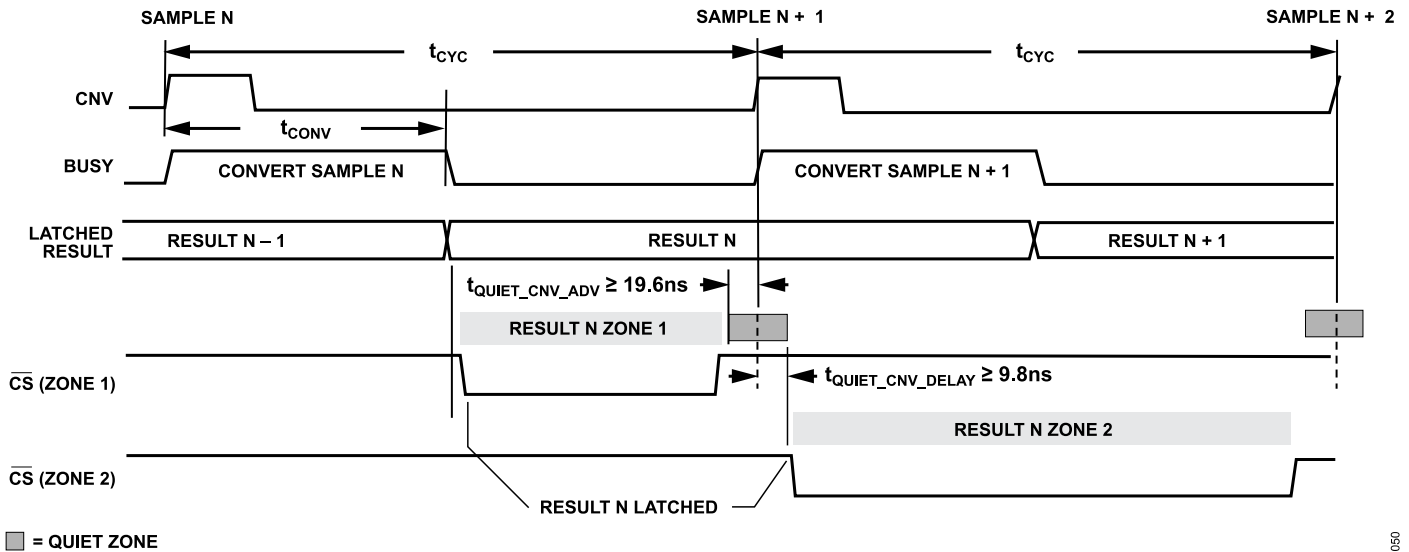 SAMPLE N SAMPLE N + 1 SAMPLE N + 2
tCYC tCYC
CNV
tCONV
BUSY CONVERT SAMPLE N CONVERT SAMPLE N + 1
LATCHED
RESULT
RESULT N – 1 RESULT N RESULT N + 1
tQUIET_CNV_ADV ≥ 19.6ns
RESULT N ZONE 1
CS (ZONE 1)
tQUIET_CNV_DELAY ≥ 9.8ns
RESULT N ZONE 2
CS (ZONE 2)
RESULT N LATCHED
= QUIET ZONE
050